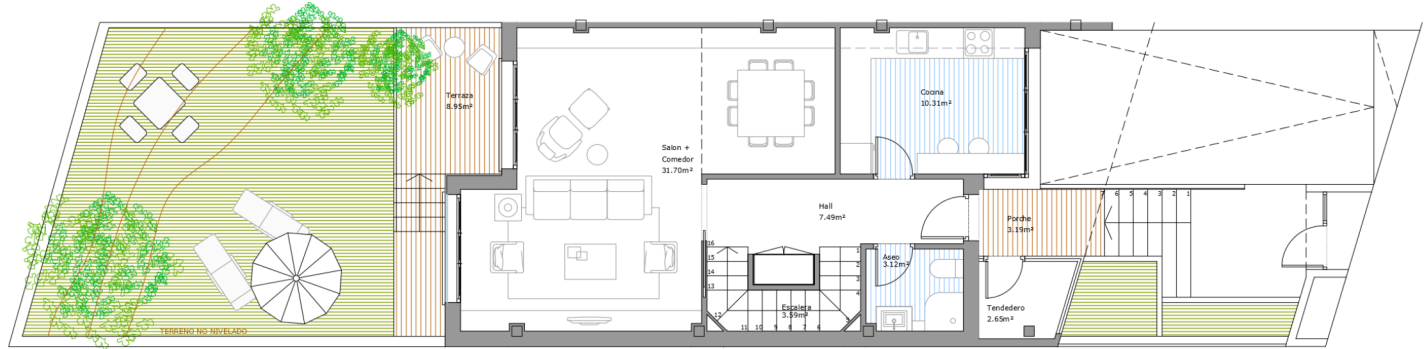 Terraza
8.95m²
Salon +
Comedor
31.70m²
Cocina
10.31m²
Hall
7.49m²
Porche
3.19m²
7 6 5 4 3 2 1
Aseo
3.12m²
Escalera
3.59m²
16
15
14
13
12
11 10 9 8 7 6
5
4
3
2
1
Tendedero
2.65m²
TERRENO NO NIVELADO